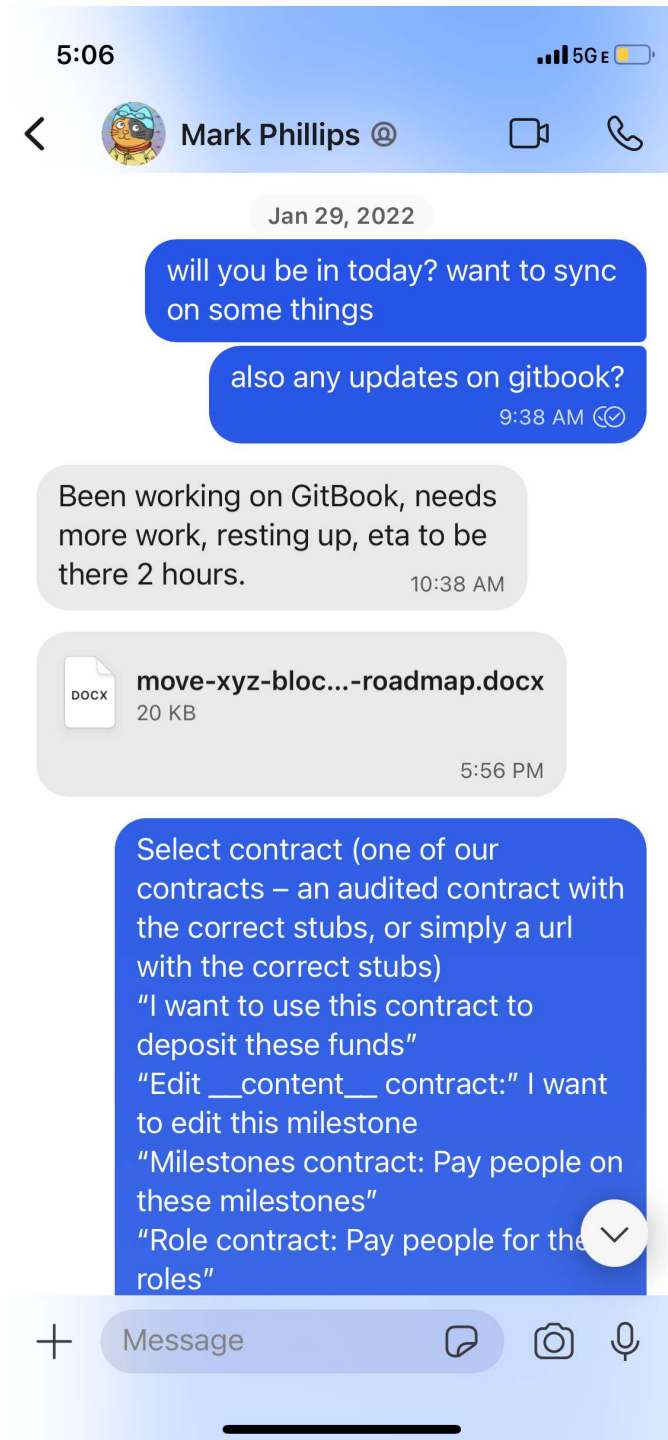 5:06
5G E
Mark Phillips
Jan 29, 2022
will you be in today? want to sync
on some things
also any updates on gitbook?
9:38 AM
Been working on GitBook, needs
more work, resting up, eta to be
there 2 hours.
10:38 AM
DOCX
move-xyz-bloc...-roadmap.docx
20 KB
5:56 PM
Select contract (one of our
contracts – an audited contract with
the correct stubs, or simply a url
with the correct stubs)
“I want to use this contract to
deposit these funds”
“Edit __content__ contract:” I want
to edit this milestone
“Milestones contract: Pay people on
these milestones”
“Role contract: Pay people for
roles”
Message